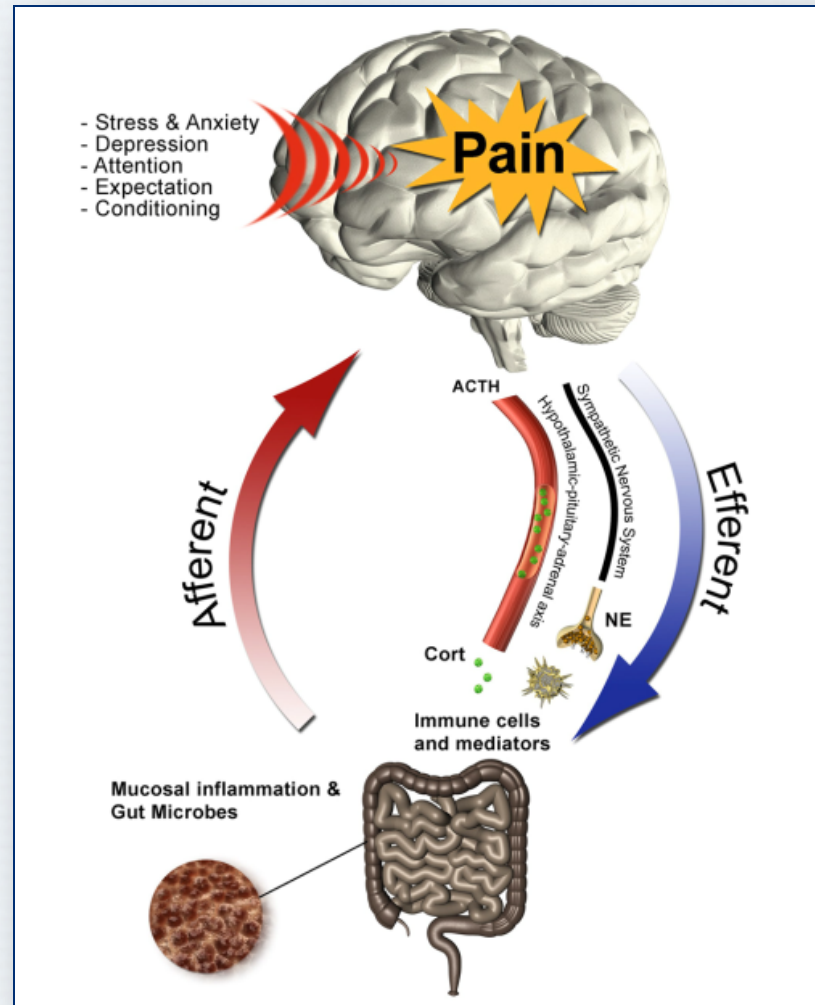 - Stress & Anxiety
- Depression
- Attention
- Expectation
- Conditioning
Pain
ACTH
Hypothalamic-pituitary-adrenal axis
Sympathetic Nervous System
Afferent
Efferent
NE
Cort
Immune cells
and mediators
Mucosal inflammation &
Gut Microbes